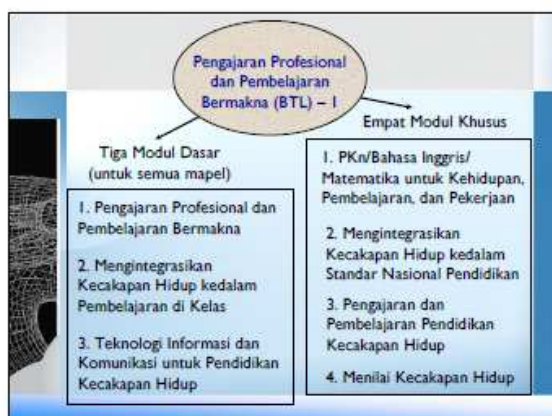 Pengajaran Profesional
dan Pembelajaran
Bermakna (BTL) – 1
Tiga Modul Dasar
(untuk semua mapel)
1. Pengajaran Profesional dan
Pembelajaran Bermakna
2. Mengintegrasikan
Kecakapan Hidup kedalam
Pembelajaran di Kelas
3. Teknologi Informasi dan
Komunikasi untuk Pendidikan
Kecakapan Hidup
Empat Modul Khusus
1. PKn/Bahasa Inggris/
Matematika untuk Kehidupan,
Pembelajaran, dan Pekerjaan
2. Mengintegrasikan
Kecakapan Hidup kedalam
Standar Nasional Pendidikan
3. Pengajaran dan
Pembelajaran Pendidikan
Kecakapan Hidup
4. Menilai Kecakapan Hidup